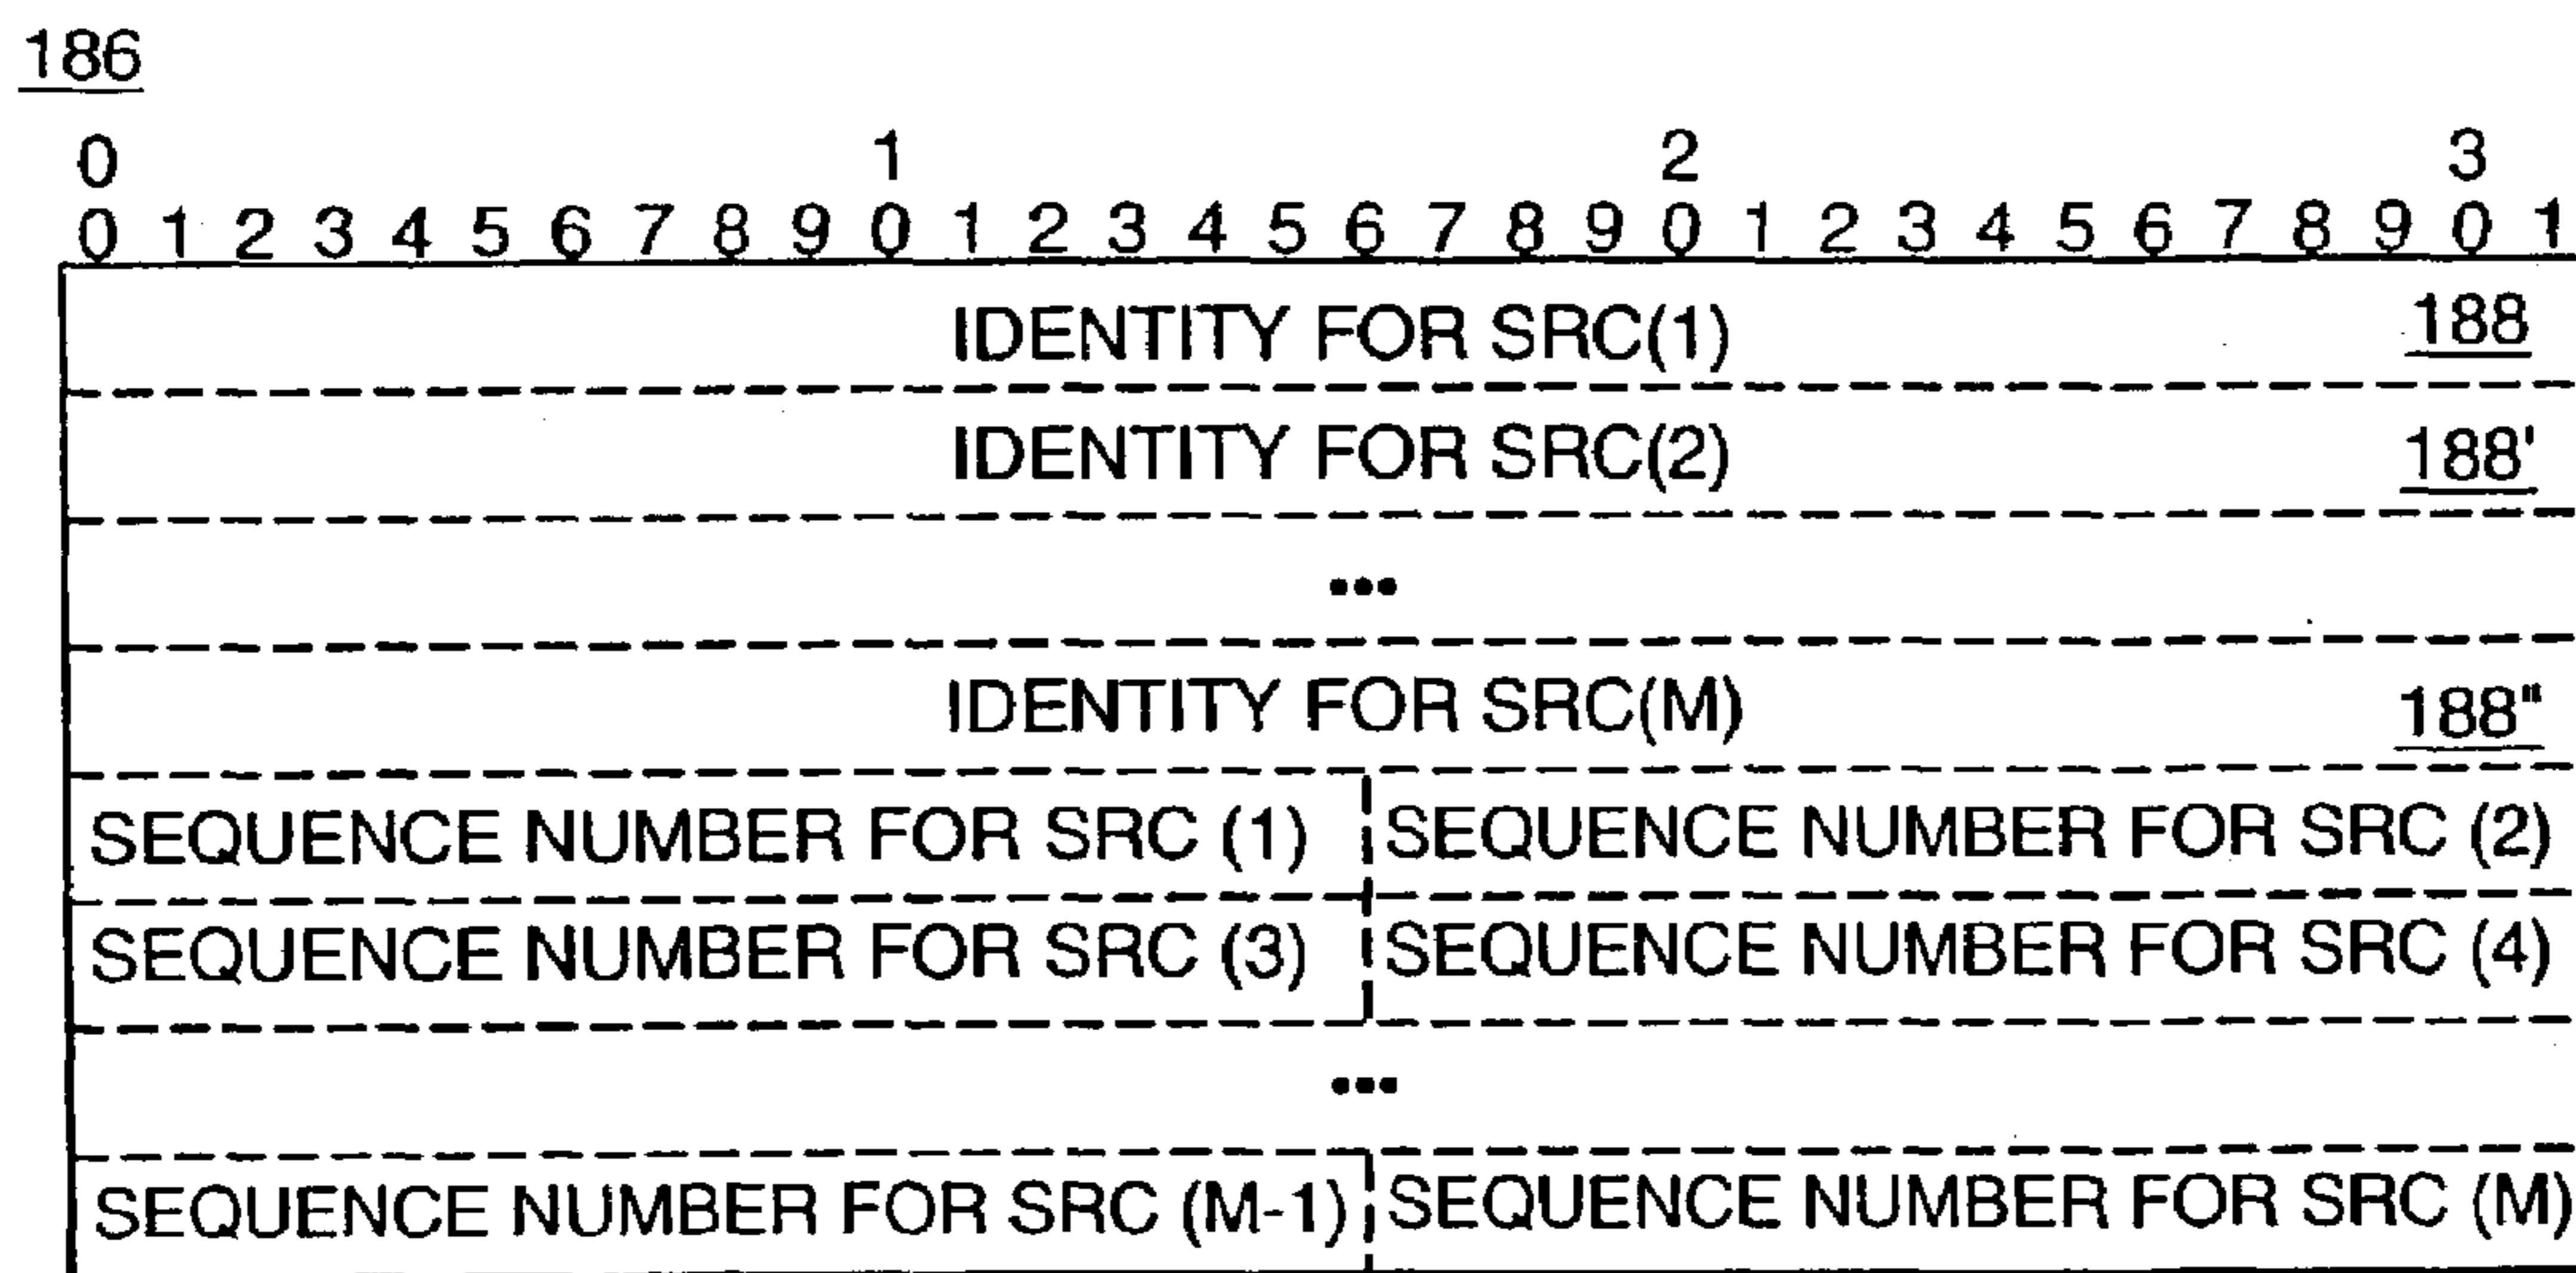 186
0 1 2 3
0 1 2 3 4 5 6 7 8 9 0 1 2 3 4 5 6 7 8 9 0 1 2 3 4 5 6 7 8 9 0 1
IDENTITY FOR SRC(1) 188
IDENTITY FOR SRC(2) 188'
•••
IDENTITY FOR SRC(M) 188"
SEQUENCE NUMBER FOR SRC (1) SEQUENCE NUMBER FOR SRC (2)
SEQUENCE NUMBER FOR SRC (3) SEQUENCE NUMBER FOR SRC (4)
•••
SEQUENCE NUMBER FOR SRC (M-1) SEQUENCE NUMBER FOR SRC (M)